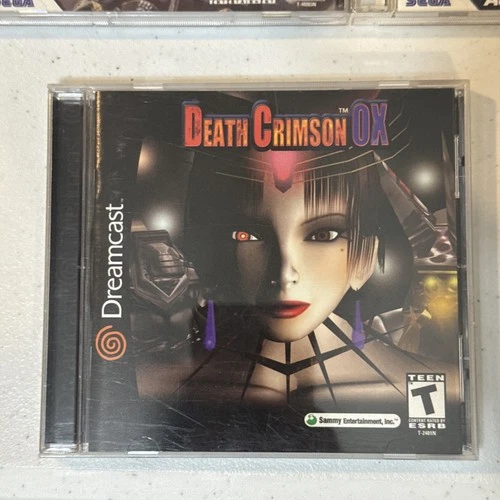 SEGA
SEGA
DEATH CRIMSON OX
TM
Dreamcast
Sammy Entertainment, Inc.
TEEN
T
CONTENT RATED BY
ESRB
T-2401N